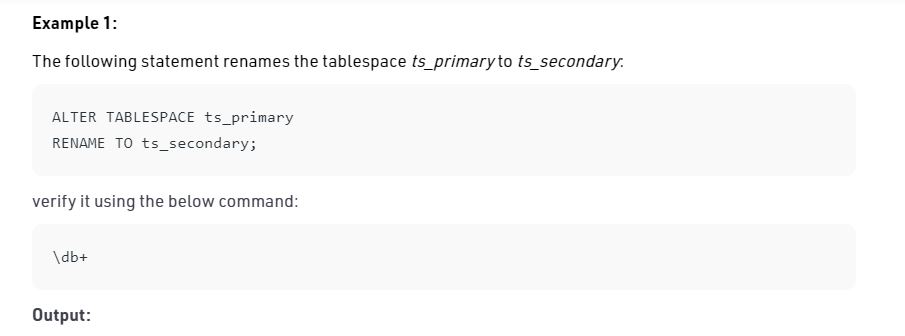 Example 1:
The following statement renames the tablespace ts_primary to ts_secondary:
ALTER TABLESPACE ts_primary
RENAME TO ts_secondary;
verify it using the below command:
\db+
Output: